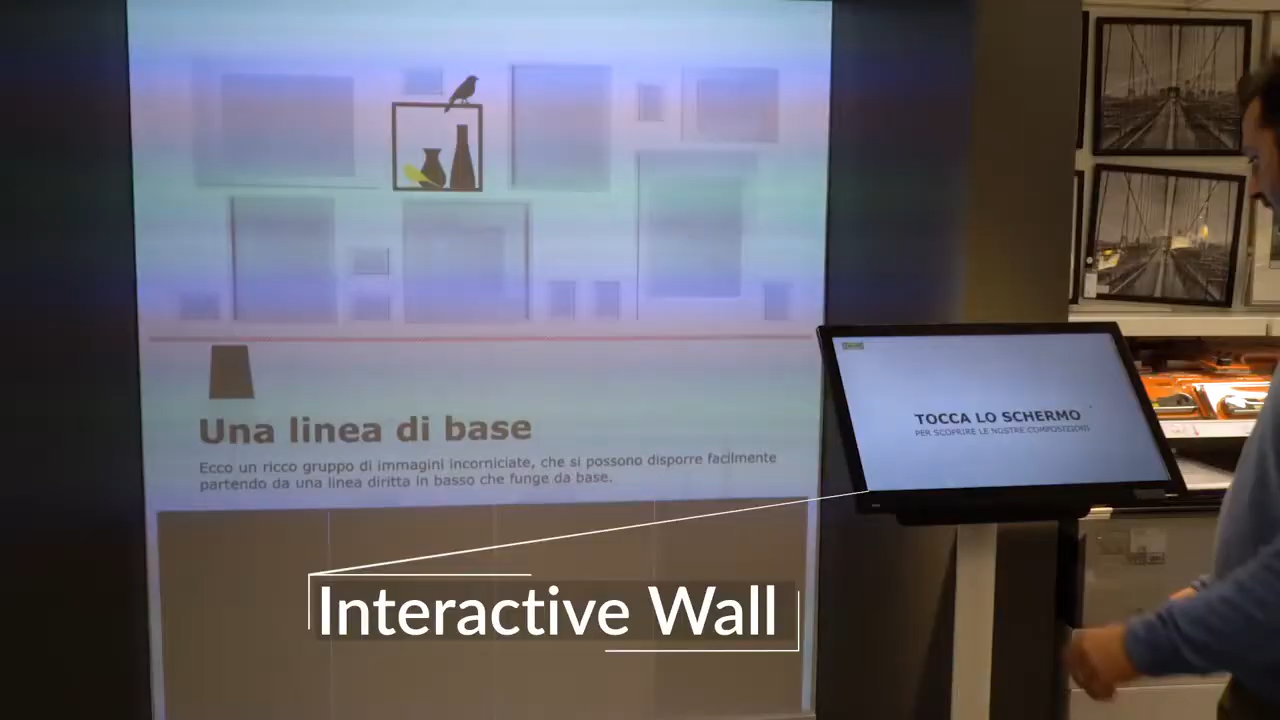 Una linea di base
Ecco un ricco gruppo di immagini incorniciate, che si possono disporre facilmente
partendo da una linea diritta in basso che funge da base.
TOCCA LO SCHERMO
PER SCOPRIRE LE NOSTRE COMPOSIZIONI
Interactive Wall